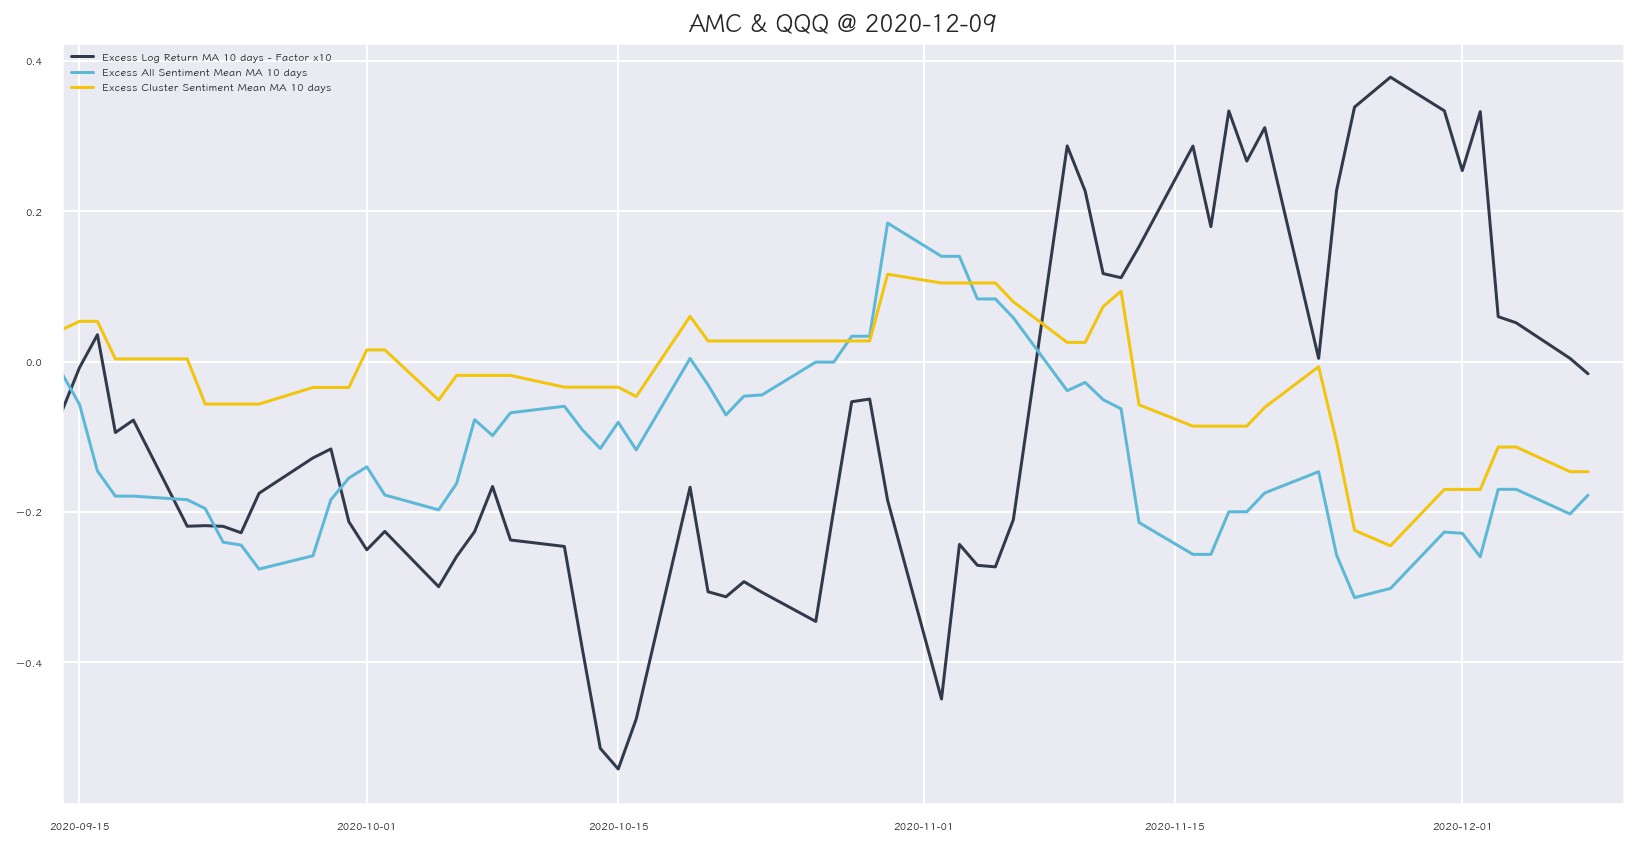 AMC & QQQ @ 2020-12-09
Excess Log Return MA 10 days - Factor x10
Excess All Sentiment Mean MA 10 days
Excess Cluster Sentiment Mean MA 10 days
0.4
0.2
0.0
−0.2
−0.4
2020-09-15 2020-10-01 2020-10-15 2020-11-01 2020-11-15 2020-12-01